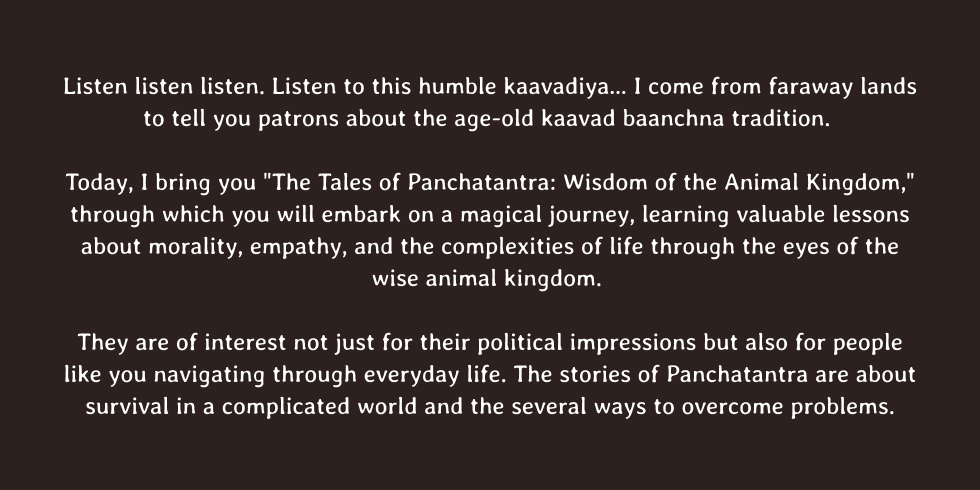 Listen listen listen. Listen to this humble kaavadiya... I come from faraway lands
to tell you patrons about the age-old kaavad baanchna tradition.
Today, I bring you "The Tales of Panchatantra: Wisdom of the Animal Kingdom,"
through which you will embark on a magical journey, learning valuable lessons
about morality, empathy, and the complexities of life through the eyes of the
wise animal kingdom.
They are of interest not just for their political impressions but also for people
like you navigating through everyday life. The stories of Panchatantra are about
survival in a complicated world and the several ways to overcome problems.